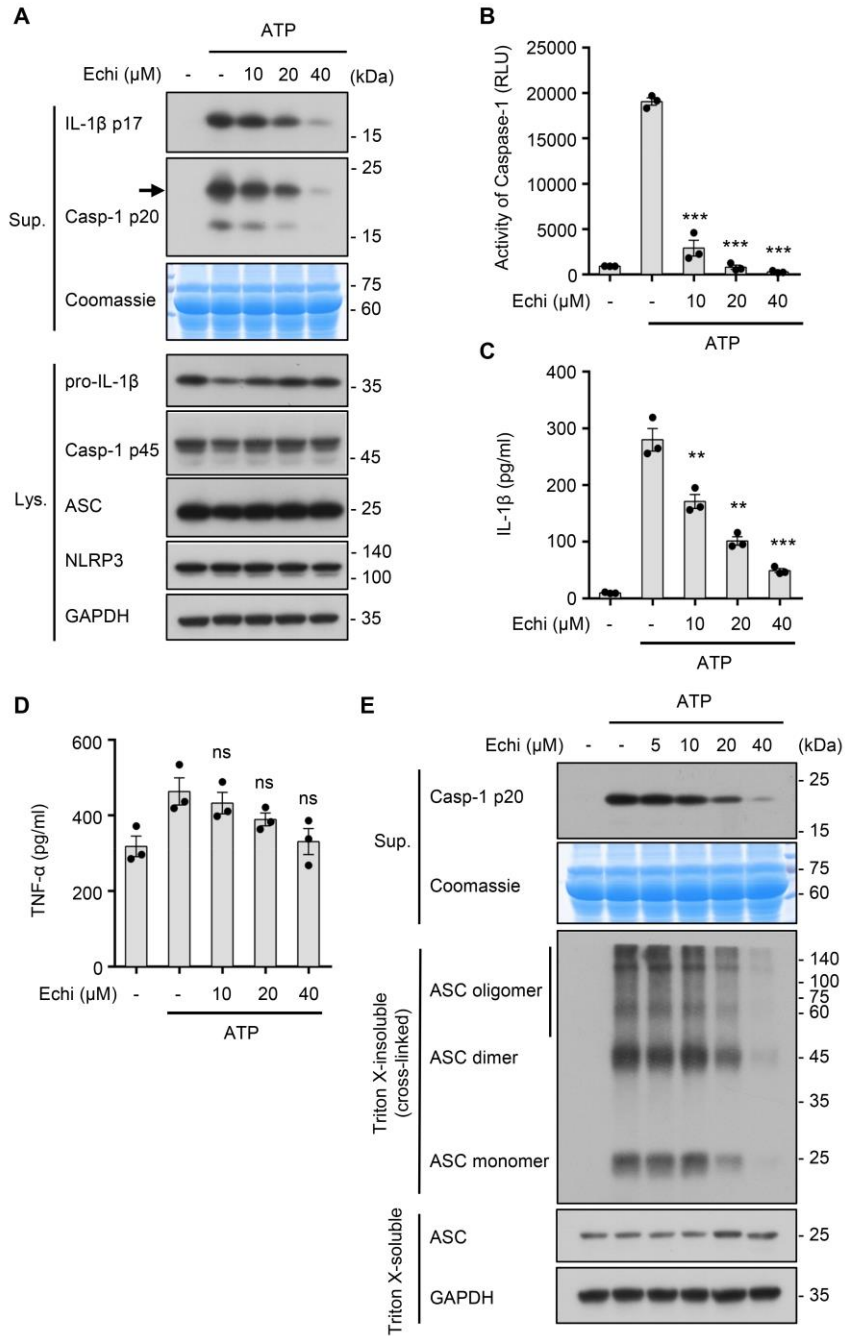 A
ATP
Echi (μM) - - 10 20 40 (kDa)
Sup.
IL-1β p17
- 15
- 25
Casp-1 p20
- 15
Coomassie
- 75
- 60
Lys.
pro-IL-1β
- 35
Casp-1 p45
- 45
ASC
- 25
NLRP3
- 140
- 100
GAPDH
- 35
B
Activity of Caspase-1 (RLU)
25000
20000
15000
10000
5000
0
*** *** ***
Echi (μM) - - 10 20 40
ATP
C
IL-1β (pg/ml)
400
300
200
100
0
** ** ***
Echi (μM) - - 10 20 40
ATP
D
TNF-α (pg/ml)
600
400
200
0
ns ns ns
Echi (μM) - - 10 20 40
ATP
E
ATP
Echi (μM) - - 5 10 20 40 (kDa)
Sup.
Casp-1 p20
- 25
- 15
Coomassie
- 75
- 60
Triton X-insoluble
(cross-linked)
ASC oligomer
- 140
- 100
- 75
- 60
ASC dimer
- 45
- 35
ASC monomer
- 25
Triton X-soluble
ASC
- 25
GAPDH
- 35